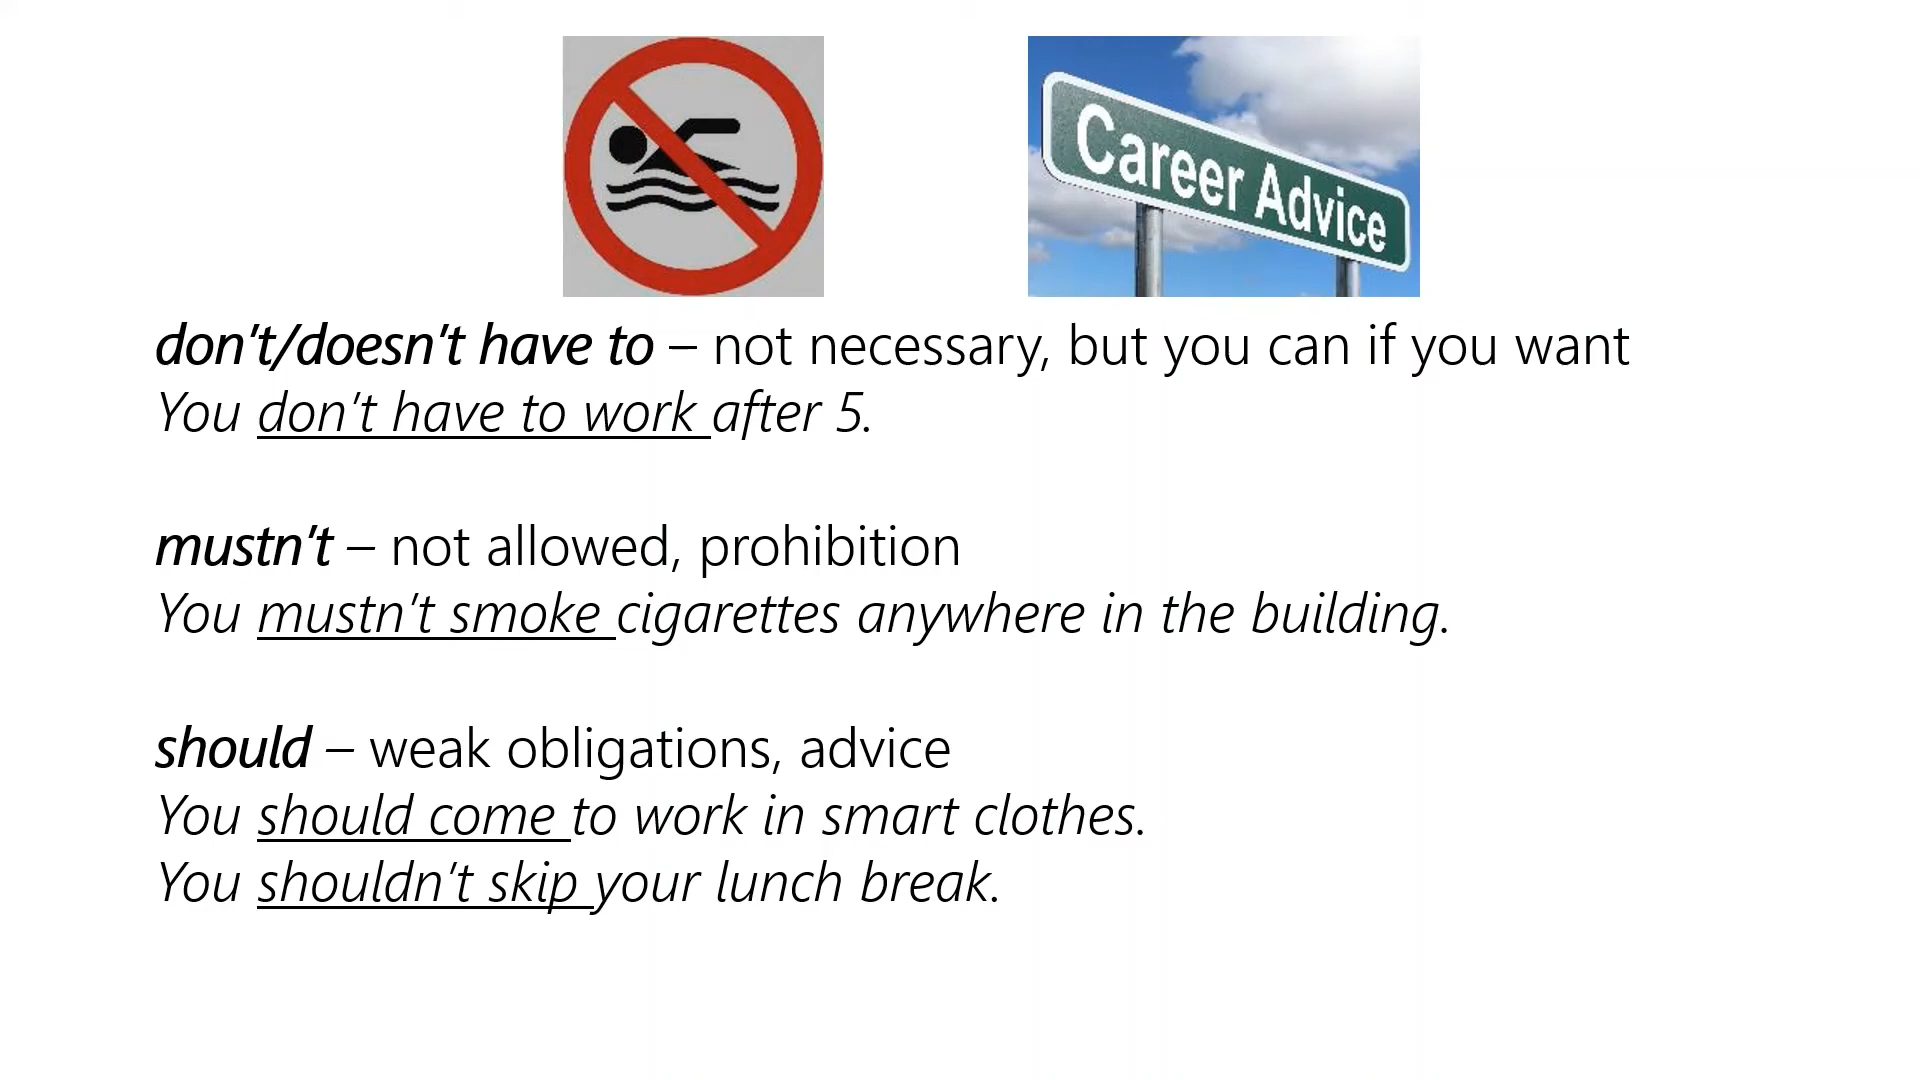 Career Advice
don't/doesn't have to – not necessary, but you can if you want
You don't have to work after 5.
mustn't – not allowed, prohibition
You mustn't smoke cigarettes anywhere in the building.
should – weak obligations, advice
You should come to work in smart clothes.
You shouldn't skip your lunch break.